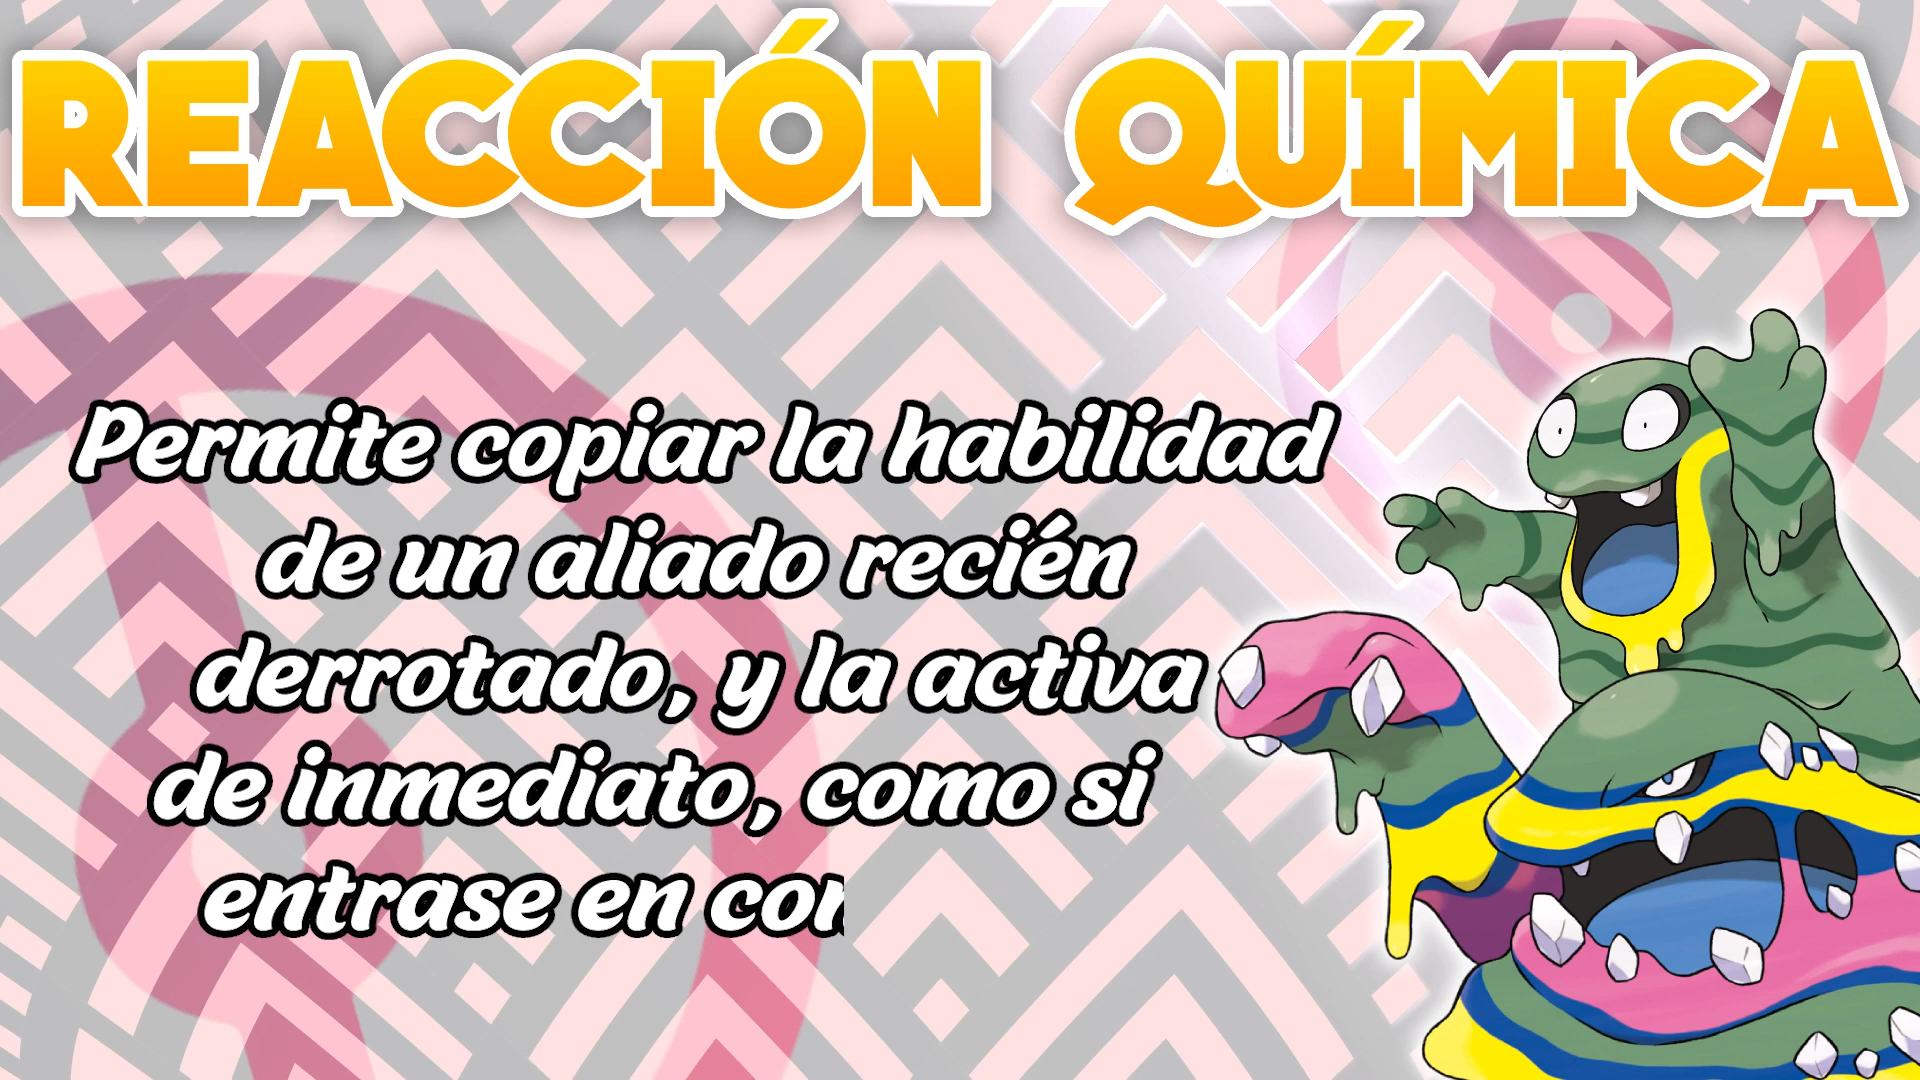 REACCIÓN QUÍMICA
Permite copiar la habilidad
de un aliado recién
derrotado, y la activa
de inmediato, como si
entrase en